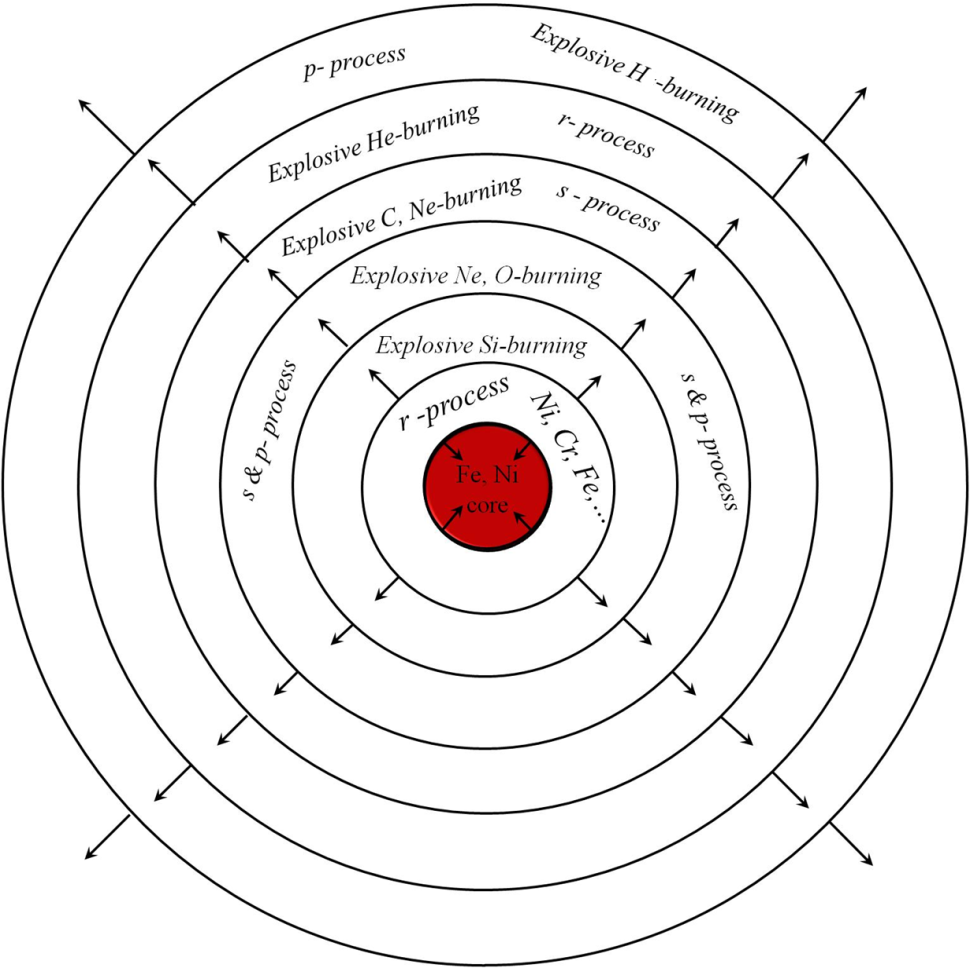 p- process
Explosive H -burning
Explosive He-burning
r- process
Explosive C, Ne-burning
s - process
Explosive Ne, O-burning
s & p- process
s & p- process
Explosive Si-burning
r -process
Ni, Cr, Fe,...
Fe, Ni
core